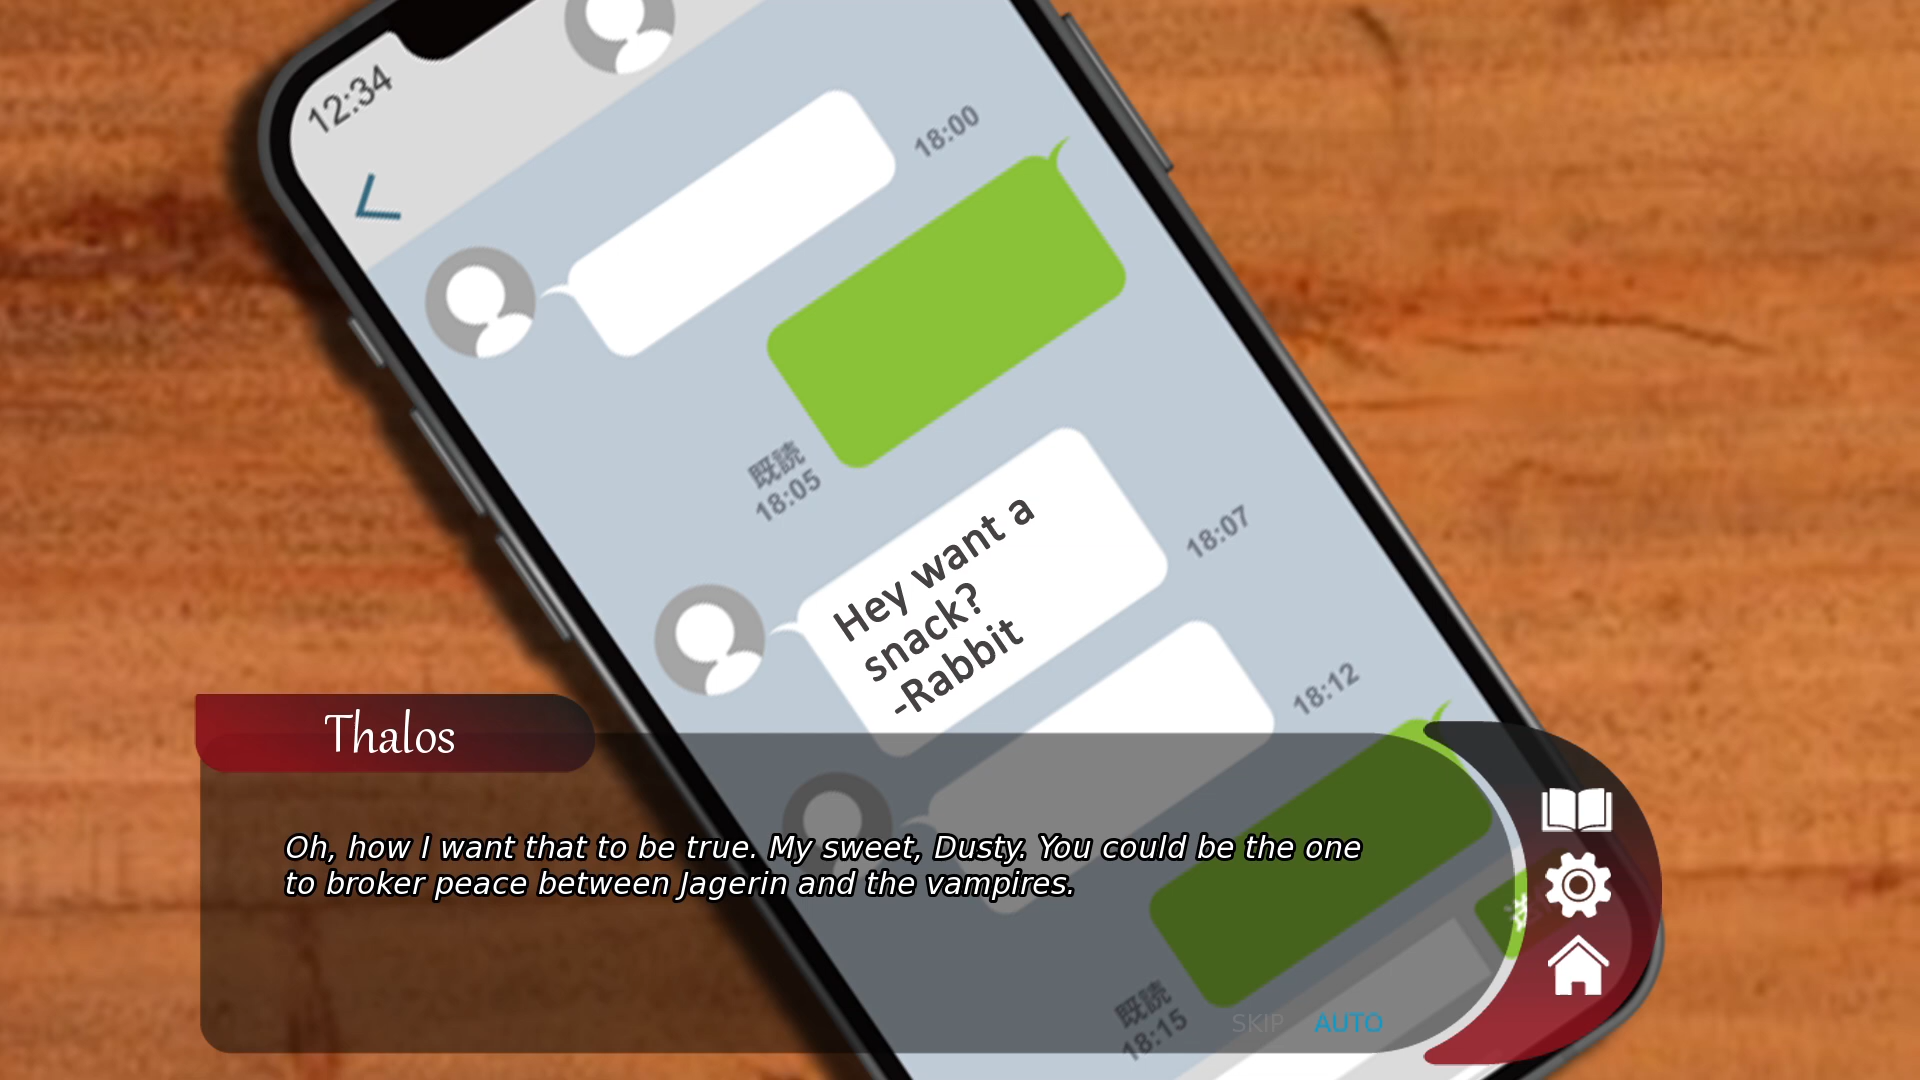 12:34
18:00
既読
18:05
Hey want a
snack?
-Rabbit
18:07
18:12
Thalos
Oh, how I want that to be true. My sweet, Dusty. You could be the one
to broker peace between Jagerin and the vampires.
既読
18:15
SKIP AUTO